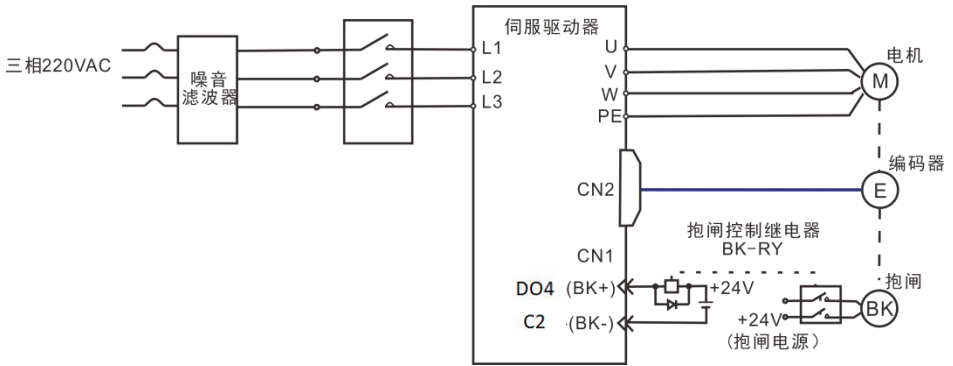 三相220VAC
噪音
滤波器
L1
L2
L3
伺服驱动器
U
V
W
PE
电机
M
CN2
编码器
E
抱闸控制继电器
BK-RY
CN1
DO4 (BK+)
+24V
C2 (BK-)
+24V
(抱闸电源)
抱闸
BK